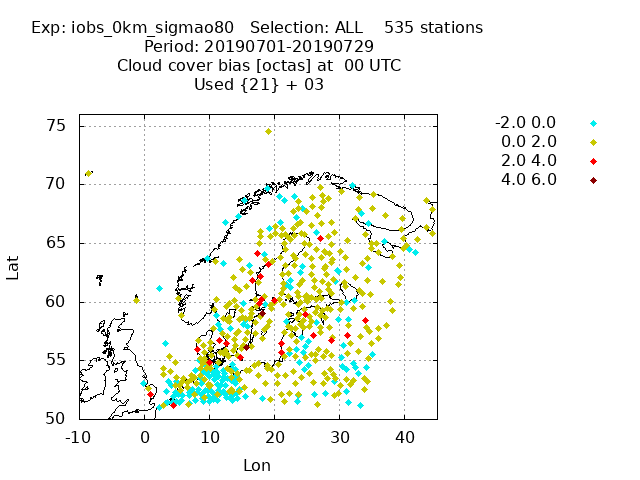 Exp: iobs_0km_sigmao80   Selection: ALL    535 stations
Period: 20190701-20190729
Cloud cover bias [octas] at  00 UTC
Used {21} + 03
-2.0 0.0
0.0 2.0
2.0 4.0
4.0 6.0
75
70
65
60
55
50
Lat
-10 0 10 20 30 40
Lon